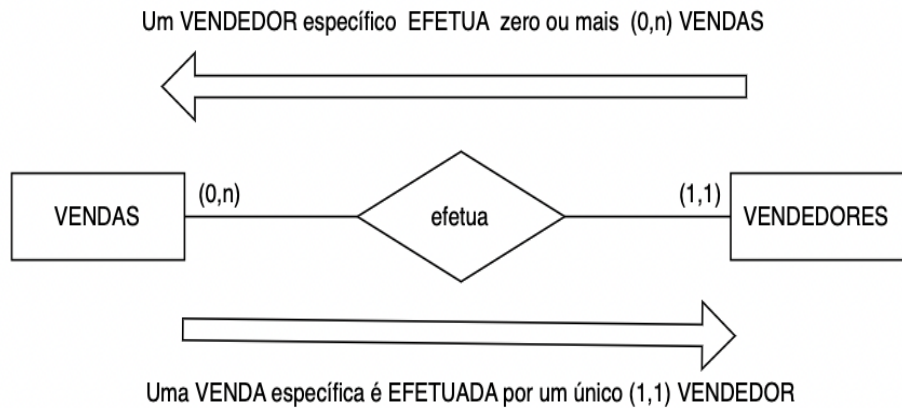 Um VENDEDOR específico EFETUA zero ou mais (0,n) VENDAS
(0,n)
(1,1)
VENDAS
efetua
VENDEDORES
Uma VENDA específica é EFETUADA por um único (1,1) VENDEDOR